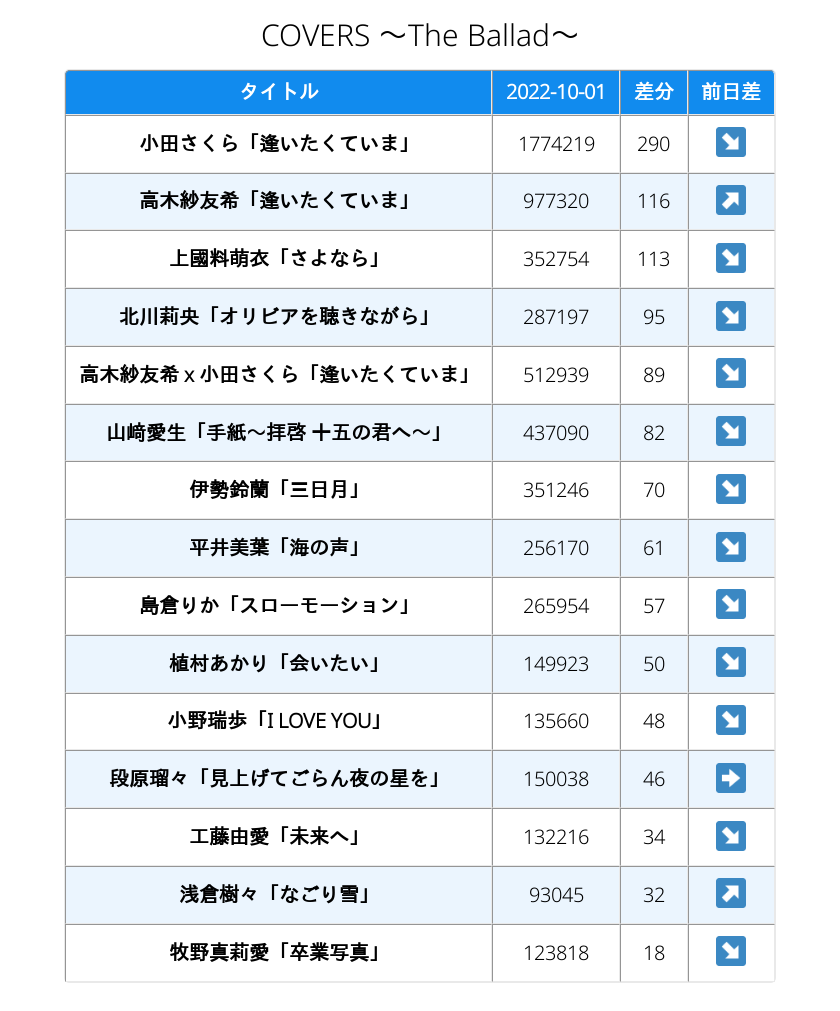 COVERS ～The Ballad～
タイトル 2022-10-01 差分 前日差
小田さくら「逢いたくていま」 1774219 290 ↘
高木紗友希「逢いたくていま」 977320 116 ↗
上國料萌衣「さよなら」 352754 113 ↘
北川莉央「オリビアを聴きながら」 287197 95 ↘
高木紗友希 x 小田さくら「逢いたくていま」 512939 89 ↘
山﨑愛生「手紙～拝啓 十五の君へ～」 437090 82 ↘
伊勢鈴蘭「三日月」 351246 70 ↘
平井美葉「海の声」 256170 61 ↘
島倉りか「スローモーション」 265954 57 ↘
植村あかり「会いたい」 149923 50 ↘
小野瑞歩「I LOVE YOU」 135660 48 ↘
段原瑠々「見上げてごらん夜の星を」 150038 46 ➡
工藤由愛「未来へ」 132216 34 ↘
浅倉樹々「なごり雪」 93045 32 ↗
牧野真莉愛「卒業写真」 123818 18 ↘